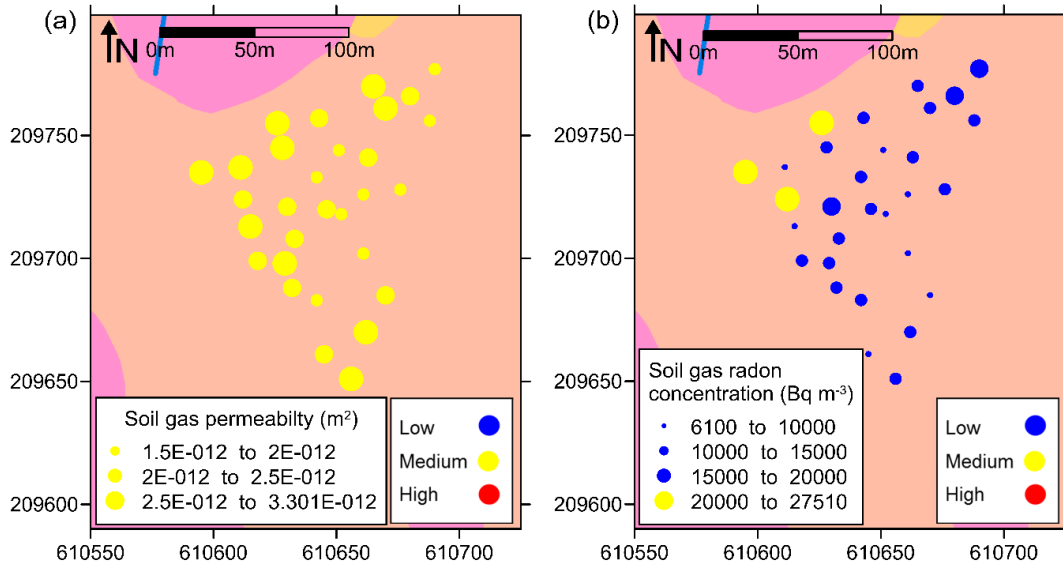 (a)
N
0m 50m 100m
209750
209700
209650
209600
Soil gas permeabilty (m²)
1.5E-012 to 2E-012
2E-012 to 2.5E-012
2.5E-012 to 3.301E-012
Low
Medium
High
610550 610600 610650 610700
(b)
N
0m 50m 100m
209750
209700
209650
209600
Soil gas radon
concentration (Bq m⁻³)
6100 to 10000
10000 to 15000
15000 to 20000
20000 to 27510
Low
Medium
High
610550 610600 610650 610700